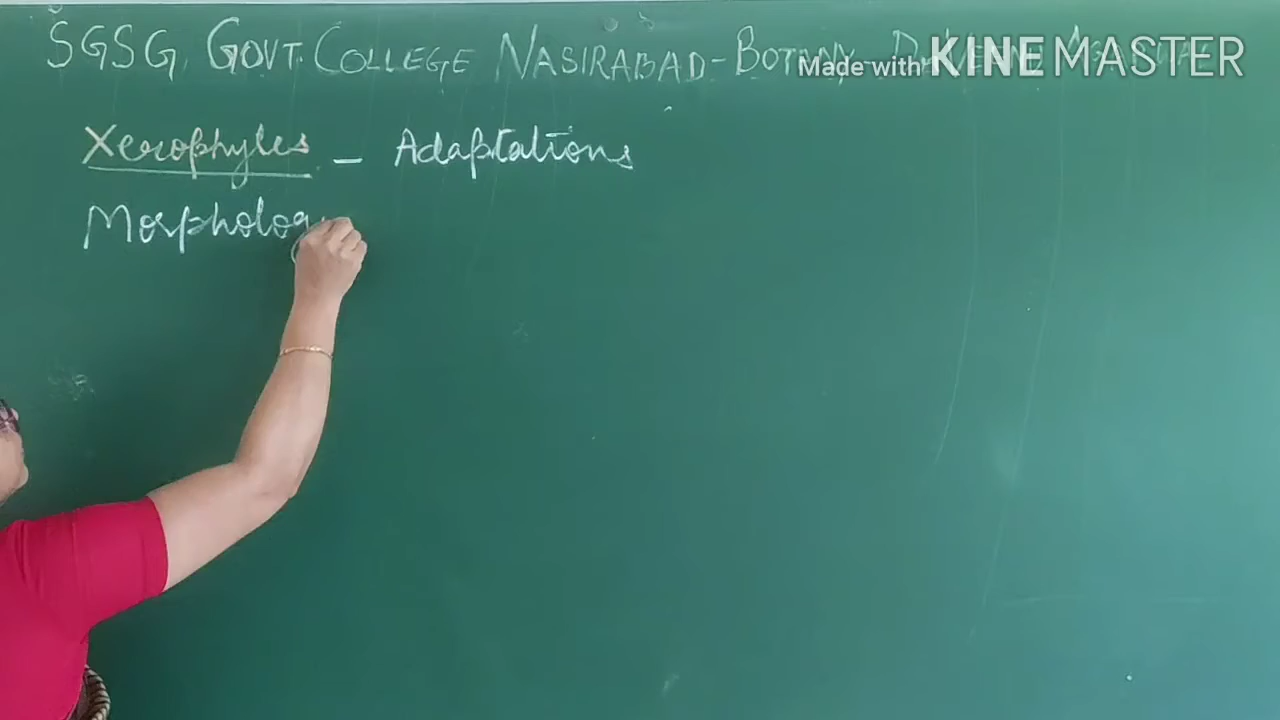 SGSG, GOVT. COLLEGE NASIRABAD - BOTANY -
Made with KINEMASTER
Xerophytes - Adaptations
Morpholog